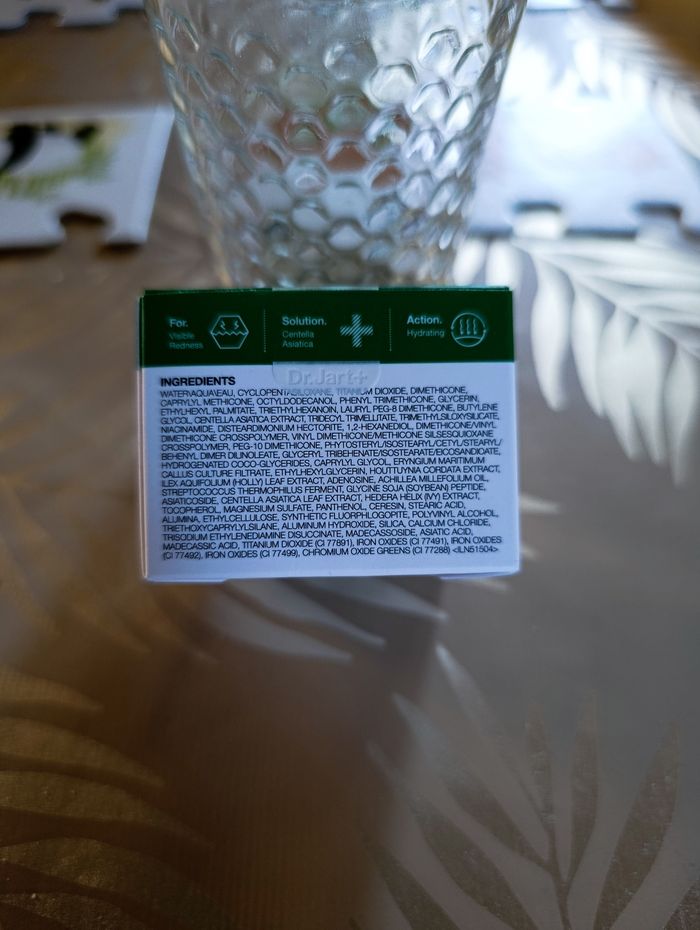 For.
Visible
Redness
Solution.
Centella
Asiatica
Action.
Hydrating
Dr.Jart+
INGREDIENTS
WATER\AQUA\EAU, CYCLOPENTASILOXANE, TITANIUM DIOXIDE, DIMETHICONE,
CAPRYLYL METHICONE, OCTYLDODECANOL, PHENYL TRIMETHICONE, GLYCERIN,
ETHYLHEXYL PALMITATE, TRIETHYLHEXANOIN, LAURYL PEG-8 DIMETHICONE, BUTYLENE
GLYCOL, CENTELLA ASIATICA EXTRACT, TRIDECYL TRIMELLITATE, TRIMETHYLSILOXYSILICATE,
NIACINAMIDE, DISTEARDIMONIUM HECTORITE, 1,2-HEXANEDIOL, DIMETHICONE/VINYL
DIMETHICONE CROSSPOLYMER, VINYL DIMETHICONE/METHICONE SILSESQUIOXANE
CROSSPOLYMER, PEG-10 DIMETHICONE, PHYTOSTERYL/ISOSTEARYL/CETYL/STEARYL/
BEHENYL DIMER DILINOLEATE, GLYCERYL TRIBEHENATE/ISOSTEARATE/EICOSANDIOATE,
HYDROGENATED COCO-GLYCERIDES, CAPRYLYL GLYCOL, ERYNGIUM MARITIMUM
CALLUS CULTURE FILTRATE, ETHYLHEXYLGLYCERIN, HOUTTUYNIA CORDATA EXTRACT,
ILEX AQUIFOLIUM (HOLLY) LEAF EXTRACT, ADENOSINE, ACHILLEA MILLEFOLIUM OIL,
STREPTOCOCCUS THERMOPHILUS FERMENT, GLYCINE SOJA (SOYBEAN) PEPTIDE,
ASIATICOSIDE, CENTELLA ASIATICA LEAF EXTRACT, HEDERA HELIX (IVY) EXTRACT,
TOCOPHEROL, MAGNESIUM SULFATE, PANTHENOL, CERESIN, STEARIC ACID,
ALUMINA, ETHYLCELLULOSE, SYNTHETIC FLUORPHLOGOPITE, POLYVINYL ALCOHOL,
TRIETHOXYCAPRYLYLSILANE, ALUMINUM HYDROXIDE, SILICA, CALCIUM CHLORIDE,
TRISODIUM ETHYLENEDIAMINE DISUCCINATE, MADECASSOSIDE, ASIATIC ACID,
MADECASSIC ACID, TITANIUM DIOXIDE (CI 77891), IRON OXIDES (CI 77491), IRON OXIDES
(CI 77492), IRON OXIDES (CI 77499), CHROMIUM OXIDE GREENS (CI 77288) <ILN51504>